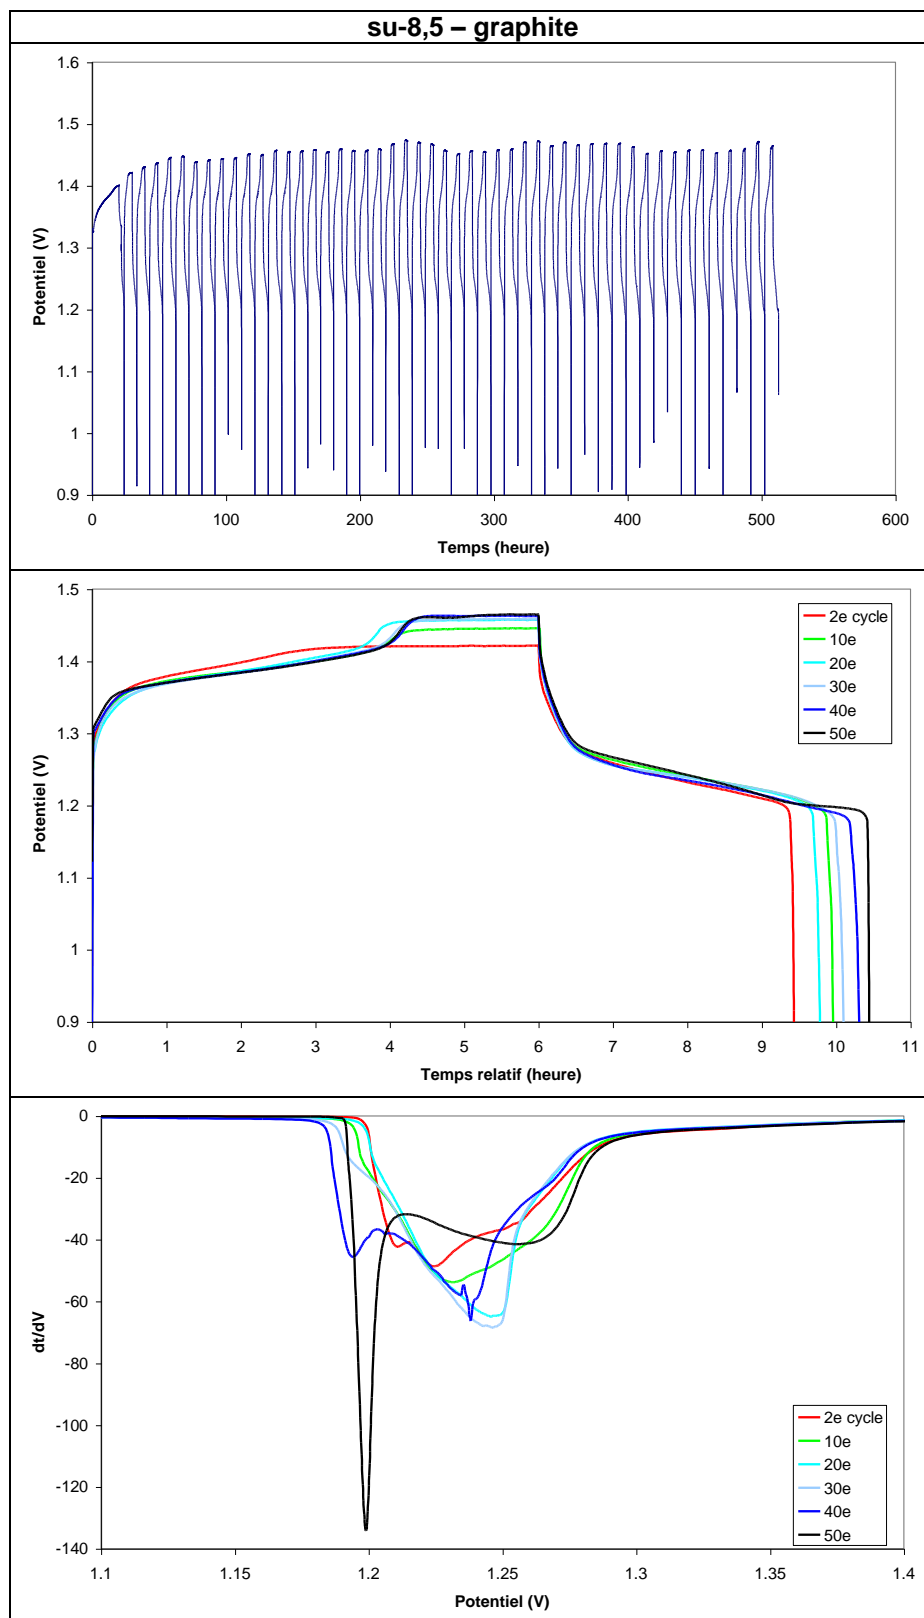 su-8,5 – graphite
1.6
1.5
1.4
1.3
1.2
1.1
1
0.9
Potentiel (V)
0 100 200 300 400 500 600
Temps (heure)
1.5
1.4
1.3
1.2
1.1
1
0.9
Potentiel (V)
2e cycle
10e
20e
30e
40e
50e
0 1 2 3 4 5 6 7 8 9 10 11
Temps relatif (heure)
0
-20
-40
-60
-80
-100
-120
-140
dt/dV
2e cycle
10e
20e
30e
40e
50e
1.1 1.15 1.2 1.25 1.3 1.35 1.4
Potentiel (V)